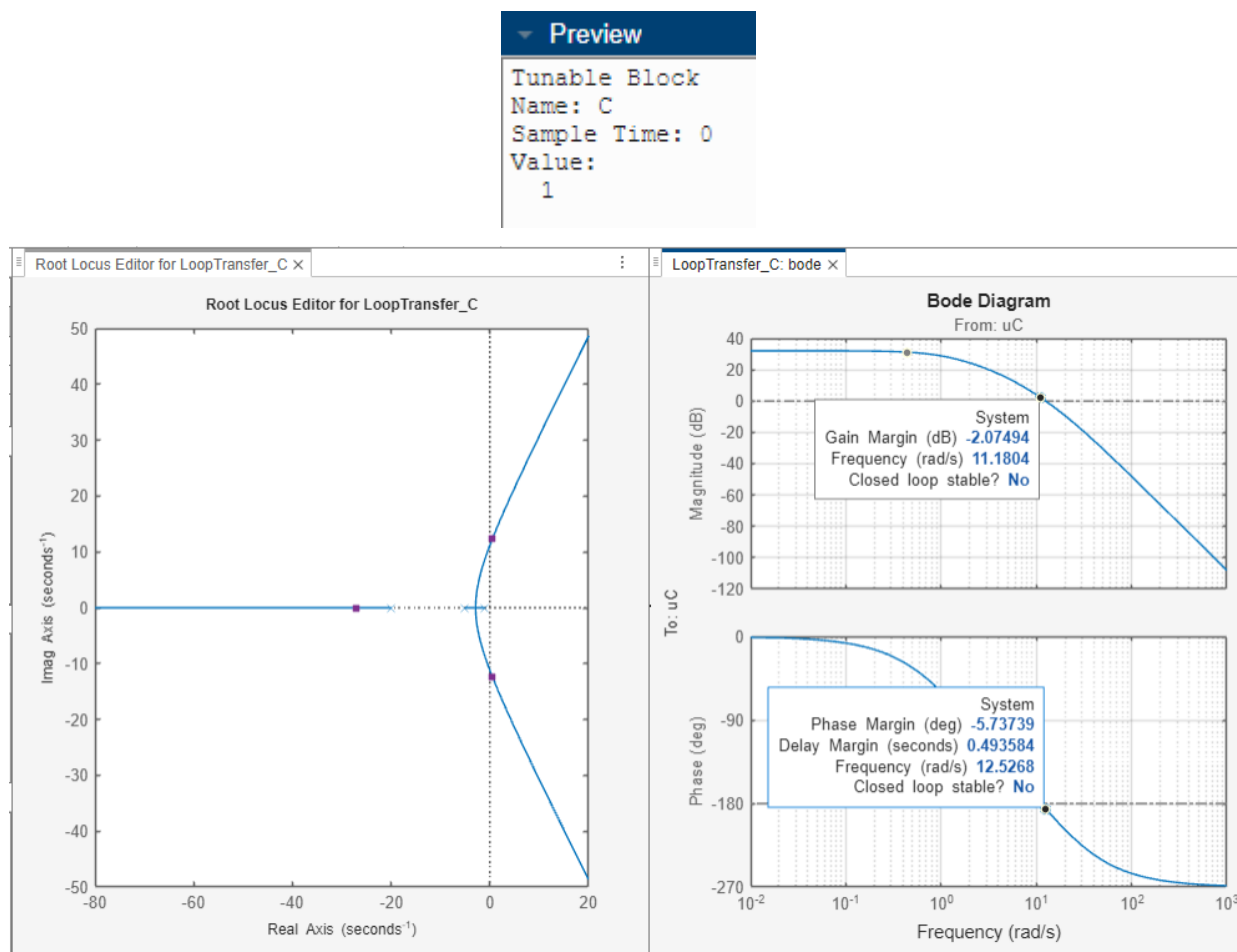 Preview
Tunable Block
Name: C
Sample Time: 0
Value:
1
Root Locus Editor for LoopTransfer_C ×
Root Locus Editor for LoopTransfer_C
50
40
30
20
10
0
-10
-20
-30
-40
-50
-80
-60
-40
-20
0
20
Imag Axis (seconds⁻¹)
Real Axis (seconds⁻¹)
LoopTransfer_C: bode ×
Bode Diagram
From: uC
40
20
0
-20
-40
-60
-80
-100
-120
Magnitude (dB)
System
Gain Margin (dB) -2.07494
Frequency (rad/s) 11.1804
Closed loop stable? No
To: uC
0
-90
-180
-270
Phase (deg)
System
Phase Margin (deg) -5.73739
Delay Margin (seconds) 0.493584
Frequency (rad/s) 12.5268
Closed loop stable? No
10⁻²
10⁻¹
10⁰
10¹
10²
10³
Frequency (rad/s)